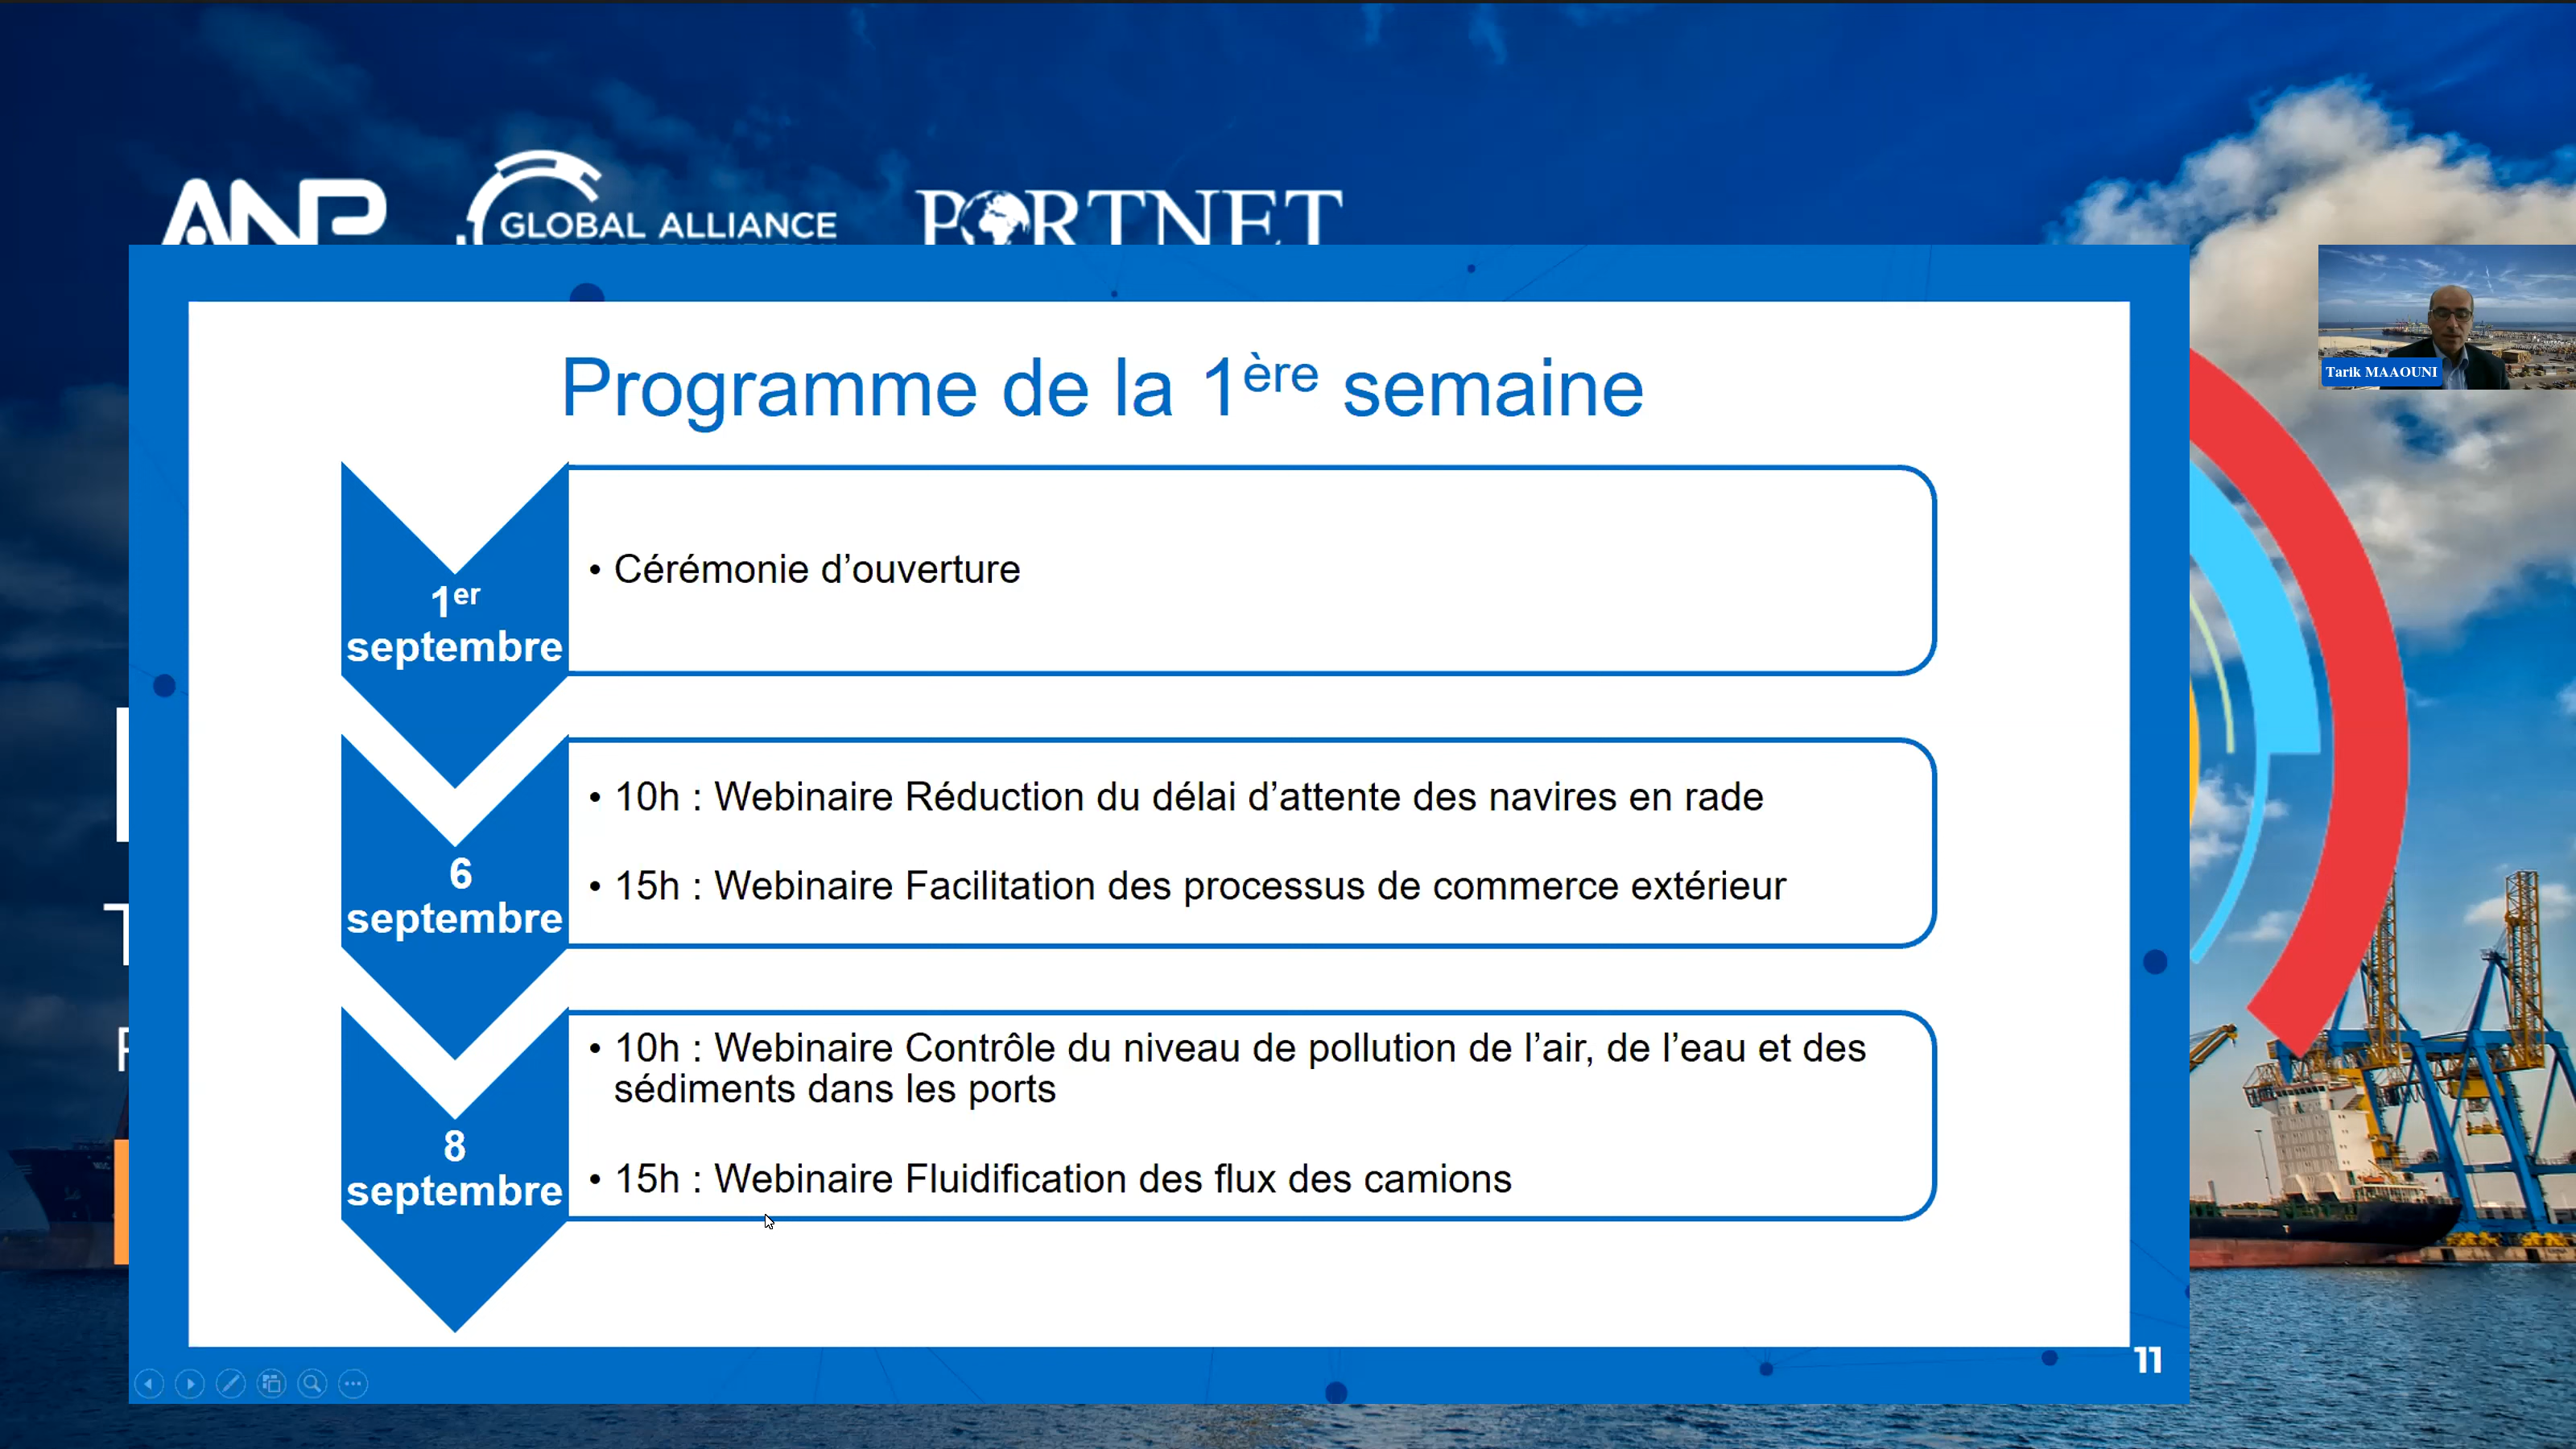 ANP
GLOBAL ALLIANCE
PORTNET
Tarik MAAOUNI
Programme de la 1ère semaine
1er
septembre
• Cérémonie d’ouverture
6
septembre
• 10h : Webinaire Réduction du délai d’attente des navires en rade
• 15h : Webinaire Facilitation des processus de commerce extérieur
8
septembre
• 10h : Webinaire Contrôle du niveau de pollution de l’air, de l’eau et des
sédiments dans les ports
• 15h : Webinaire Fluidification des flux des camions
11